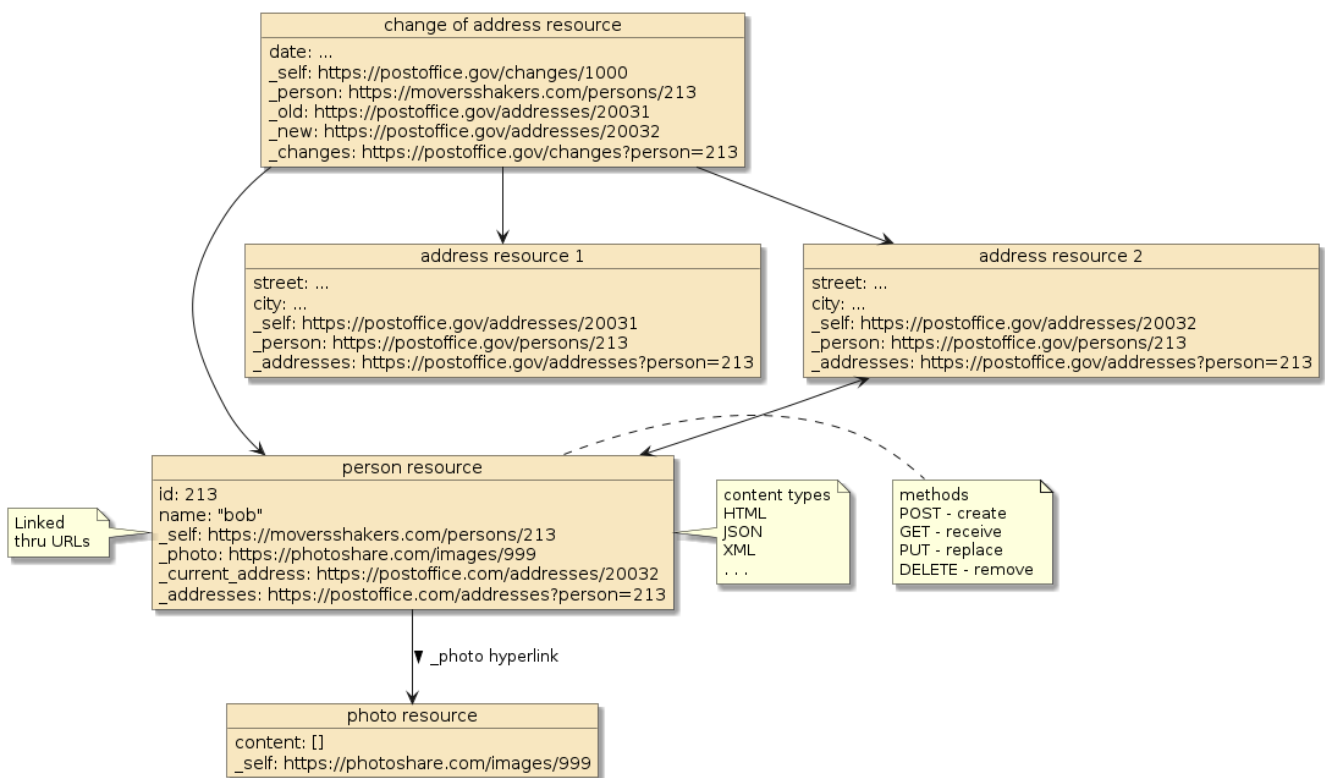 change of address resource
date: ...
_self: https://postoffice.gov/changes/1000
_person: https://moversshakers.com/persons/213
_old: https://postoffice.gov/addresses/20031
_new: https://postoffice.gov/addresses/20032
_changes: https://postoffice.gov/changes?person=213
address resource 1
street: ...
city: ...
_self: https://postoffice.gov/addresses/20031
_person: https://postoffice.gov/persons/213
_addresses: https://postoffice.gov/addresses?person=213
address resource 2
street: ...
city: ...
_self: https://postoffice.gov/addresses/20032
_person: https://postoffice.gov/persons/213
_addresses: https://postoffice.gov/addresses?person=213
Linked
thru URLs
person resource
id: 213
name: "bob"
_self: https://moversshakers.com/persons/213
_photo: https://photoshare.com/images/999
_current_address: https://postoffice.com/addresses/20032
_addresses: https://postoffice.com/addresses?person=213
content types
HTML
JSON
XML
. . .
methods
POST - create
GET - receive
PUT - replace
DELETE - remove
_photo hyperlink
photo resource
content: []
_self: https://photoshare.com/images/999